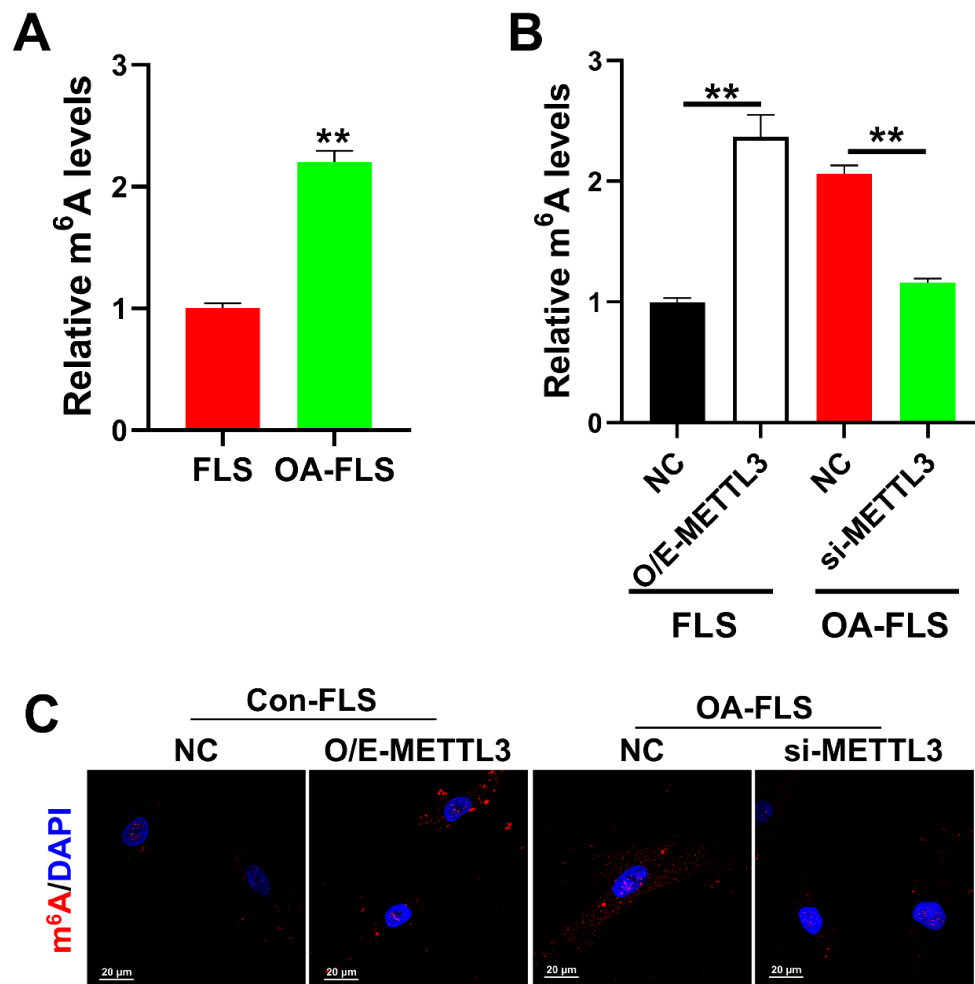 A
Relative m⁶A levels
3
2
1
0
**
FLS
OA-FLS
B
Relative m⁶A levels
3
2
1
0
**
**
NC
O/E-METTL3
NC
si-METTL3
FLS
OA-FLS
C
Con-FLS
OA-FLS
NC
O/E-METTL3
NC
si-METTL3
m⁶A/DAPI
20 μm
20 μm
20 μm
20 μm